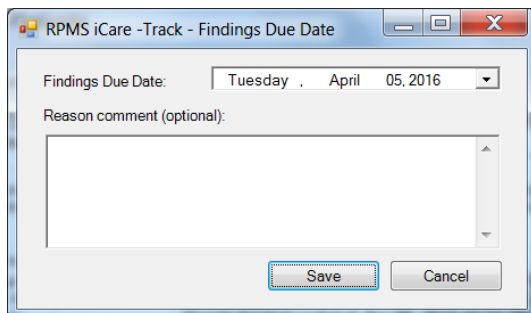 RPMS iCare -Track - Findings Due Date
Findings Due Date: Tuesday , April 05, 2016
Reason comment (optional):
Save Cancel